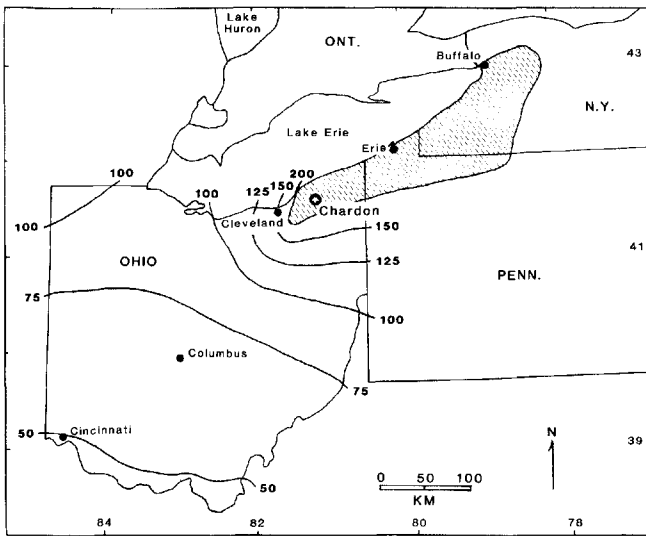 Lake
Huron
ONT.
Buffalo
43
N.Y.
Lake Erie
Erie
100
100
125
150
200
Chardon
Cleveland
100
150
41
OHIO
125
PENN.
75
100
Columbus
75
50
Cincinnati
N
39
50
0 50 100
KM
84
82
80
78